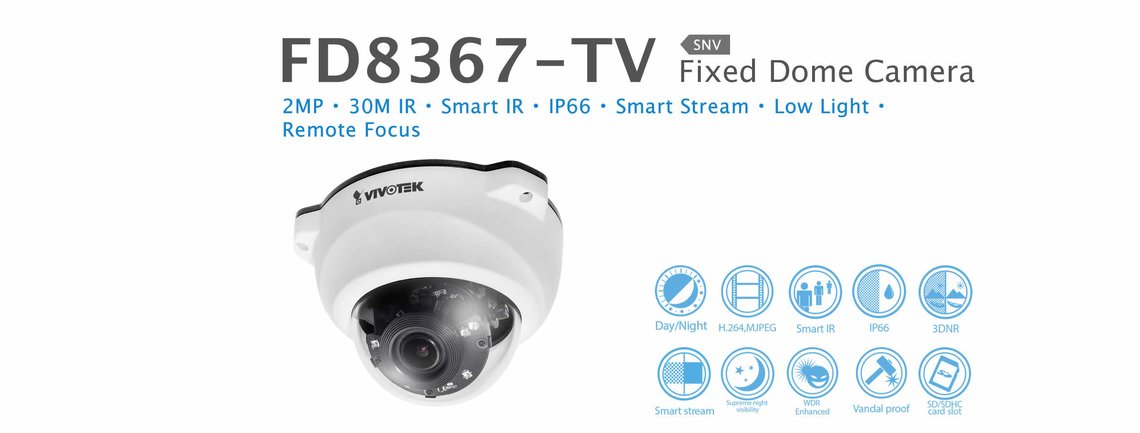 FD8367-TV
SNV
Fixed Dome Camera
2MP • 30M IR • Smart IR • IP66 • Smart Stream • Low Light •
Remote Focus
VIVOTEK
Day/Night
H.264,MJPEG
Smart IR
IP66
3DNR
Smart stream
Supreme night
visibility
WDR
Enhanced
Vandal proof
SD/SDHC
card slot